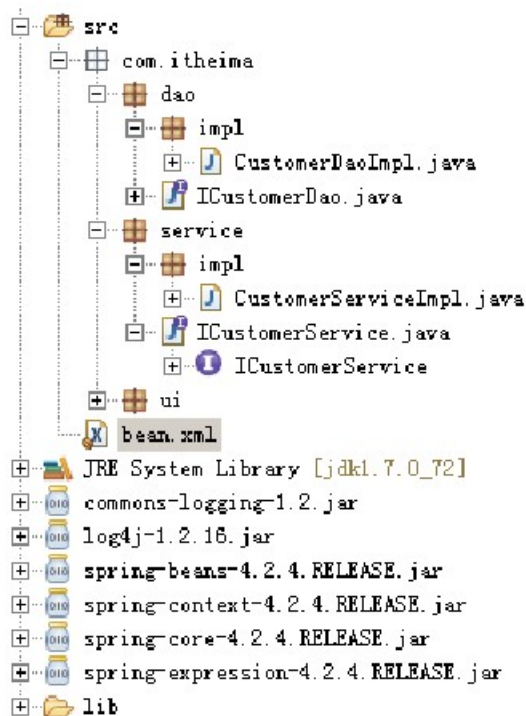 src
com.itheima
dao
impl
CustomerDaoImpl.java
ICustomerDao.java
service
impl
CustomerServiceImpl.java
ICustomerService.java
ICustomerService
ui
bean.xml
JRE System Library [jdk1.7.0_72]
commons-logging-1.2.jar
log4j-1.2.16.jar
spring-beans-4.2.4.RELEASE.jar
spring-context-4.2.4.RELEASE.jar
spring-core-4.2.4.RELEASE.jar
spring-expression-4.2.4.RELEASE.jar
lib